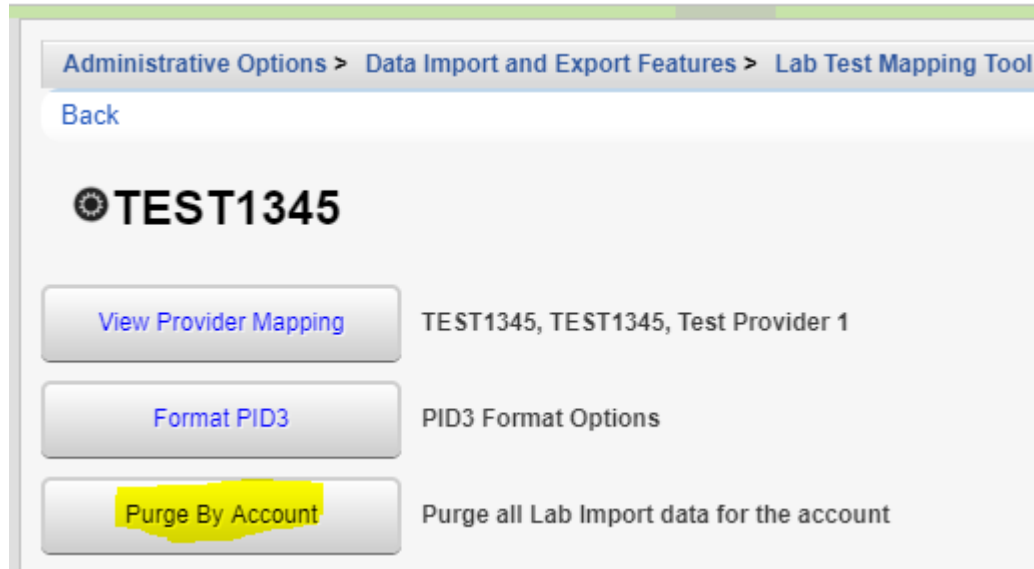 Administrative Options > Data Import and Export Features > Lab Test Mapping Tool
Back
TEST1345
View Provider Mapping TEST1345, TEST1345, Test Provider 1
Format PID3 PID3 Format Options
Purge By Account Purge all Lab Import data for the account